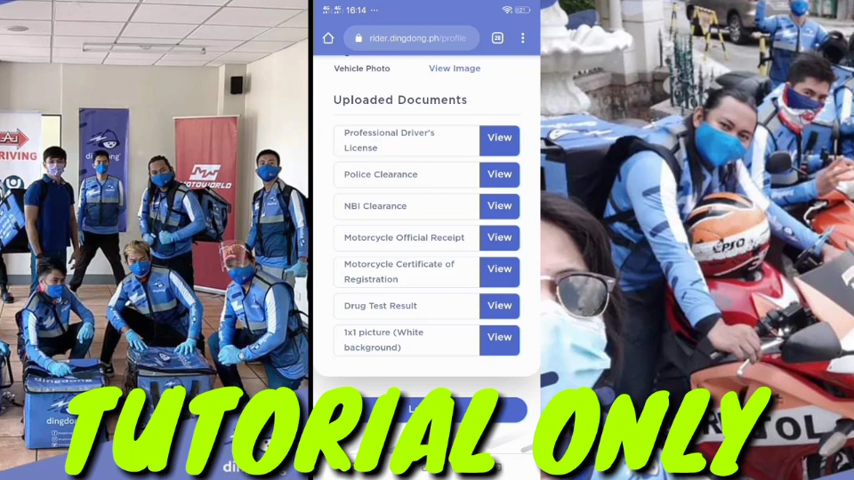 16:14
rider.dingdong.ph/profile
28
Vehicle Photo
View Image
Uploaded Documents
Professional Driver's
License
View
Police Clearance
View
NBI Clearance
View
Motorcycle Official Receipt
View
Motorcycle Certificate of
Registration
View
Drug Test Result
View
1x1 picture (White
background)
View
RIVING
dingdong
MOTOWORLD
dingdong
TUTORIAL ONLY